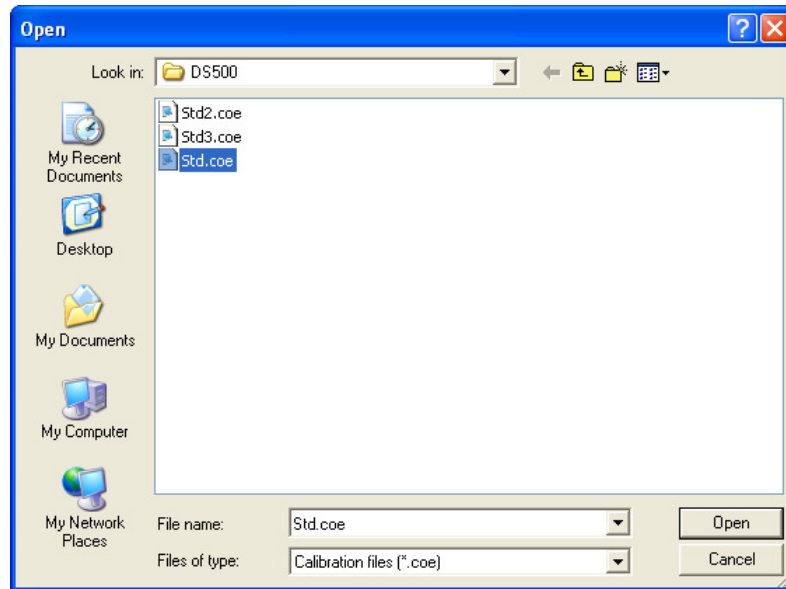 Open
Look in: DS500
Std2.coe
Std3.coe
Std.coe
My Recent
Documents
Desktop
My Documents
My Computer
My Network
Places
File name: Std.coe Open
Files of type: Calibration files (*.coe) Cancel